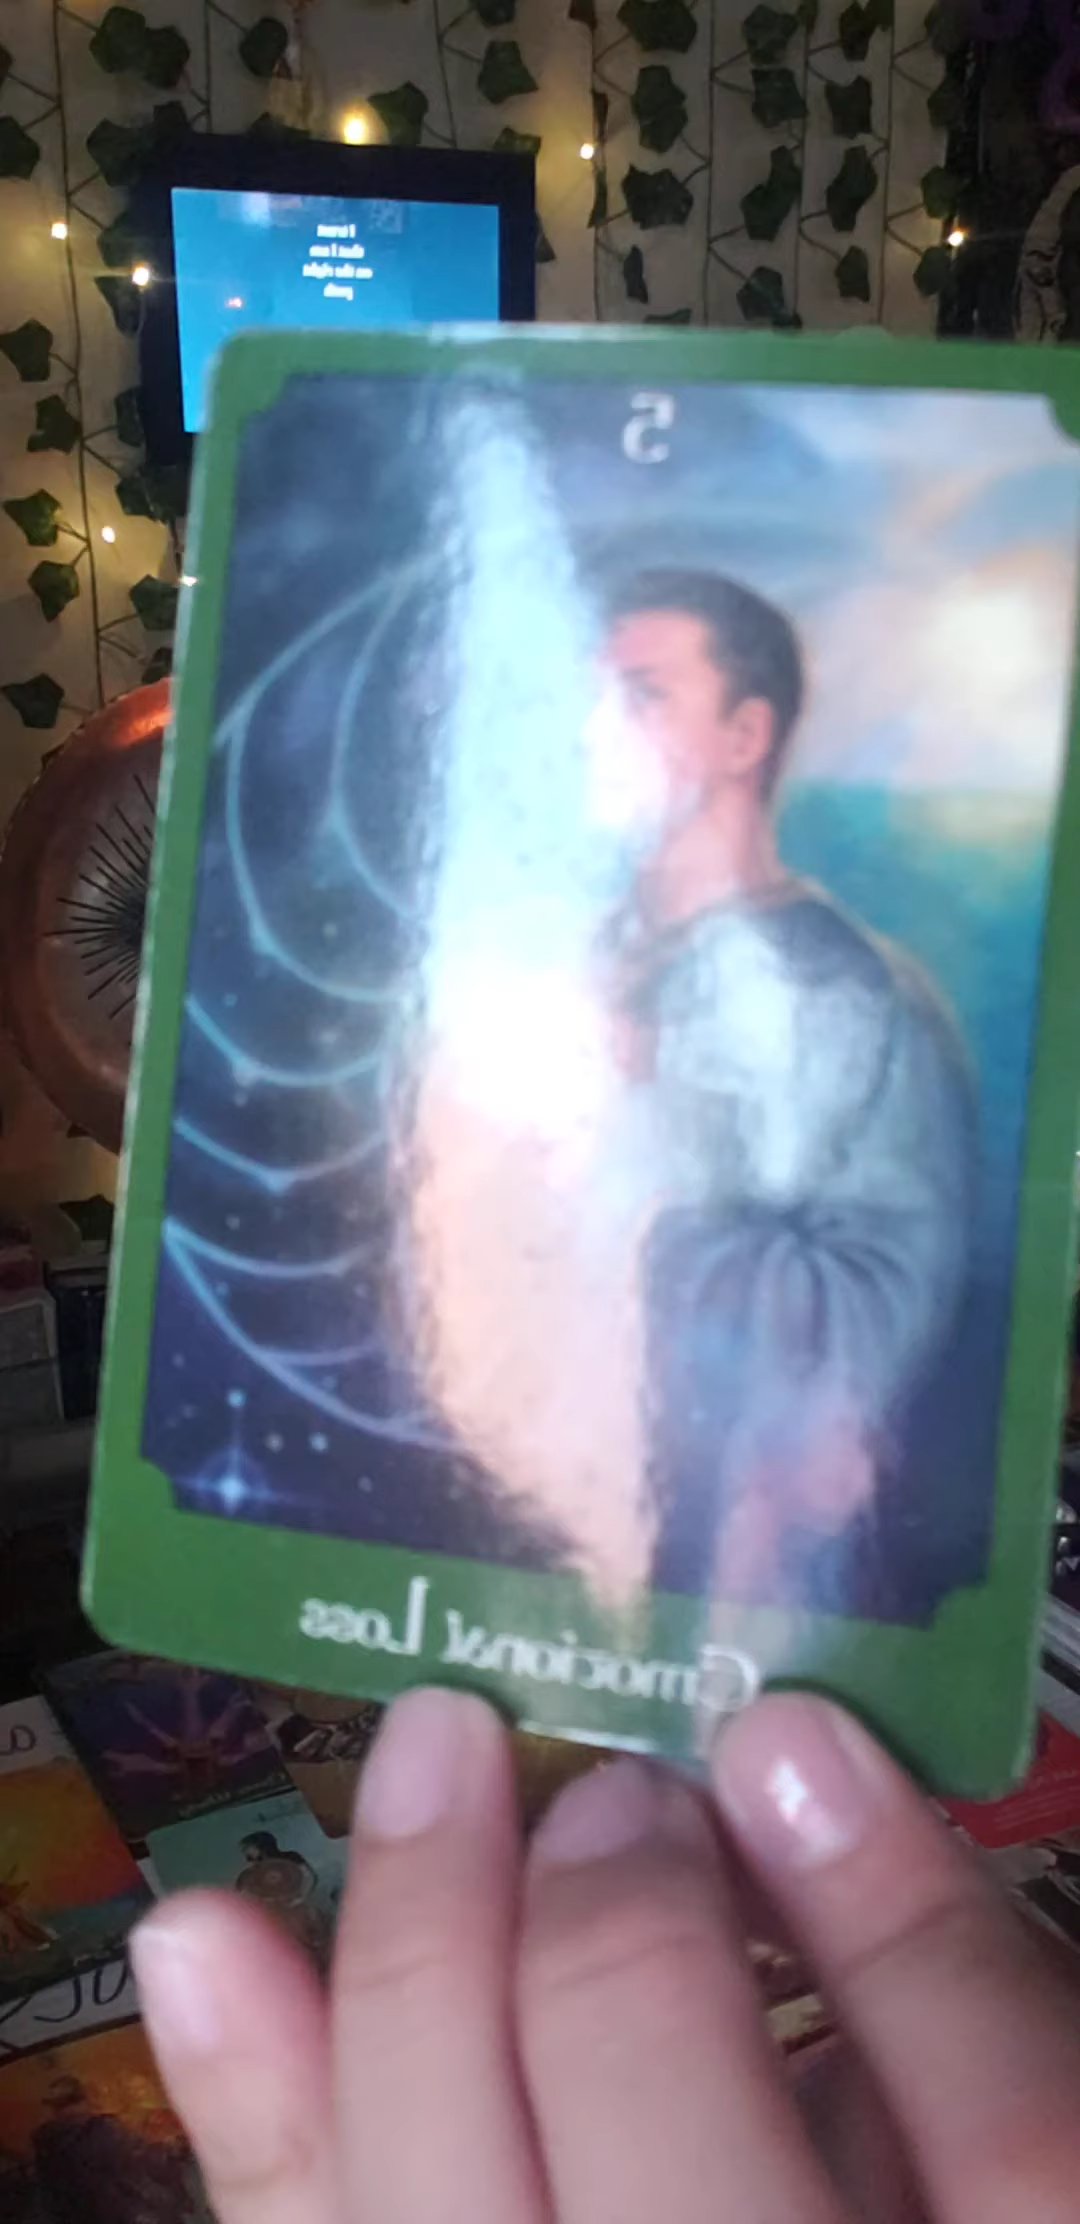 I trust
that I am
on the right
path
5
Emotional Loss